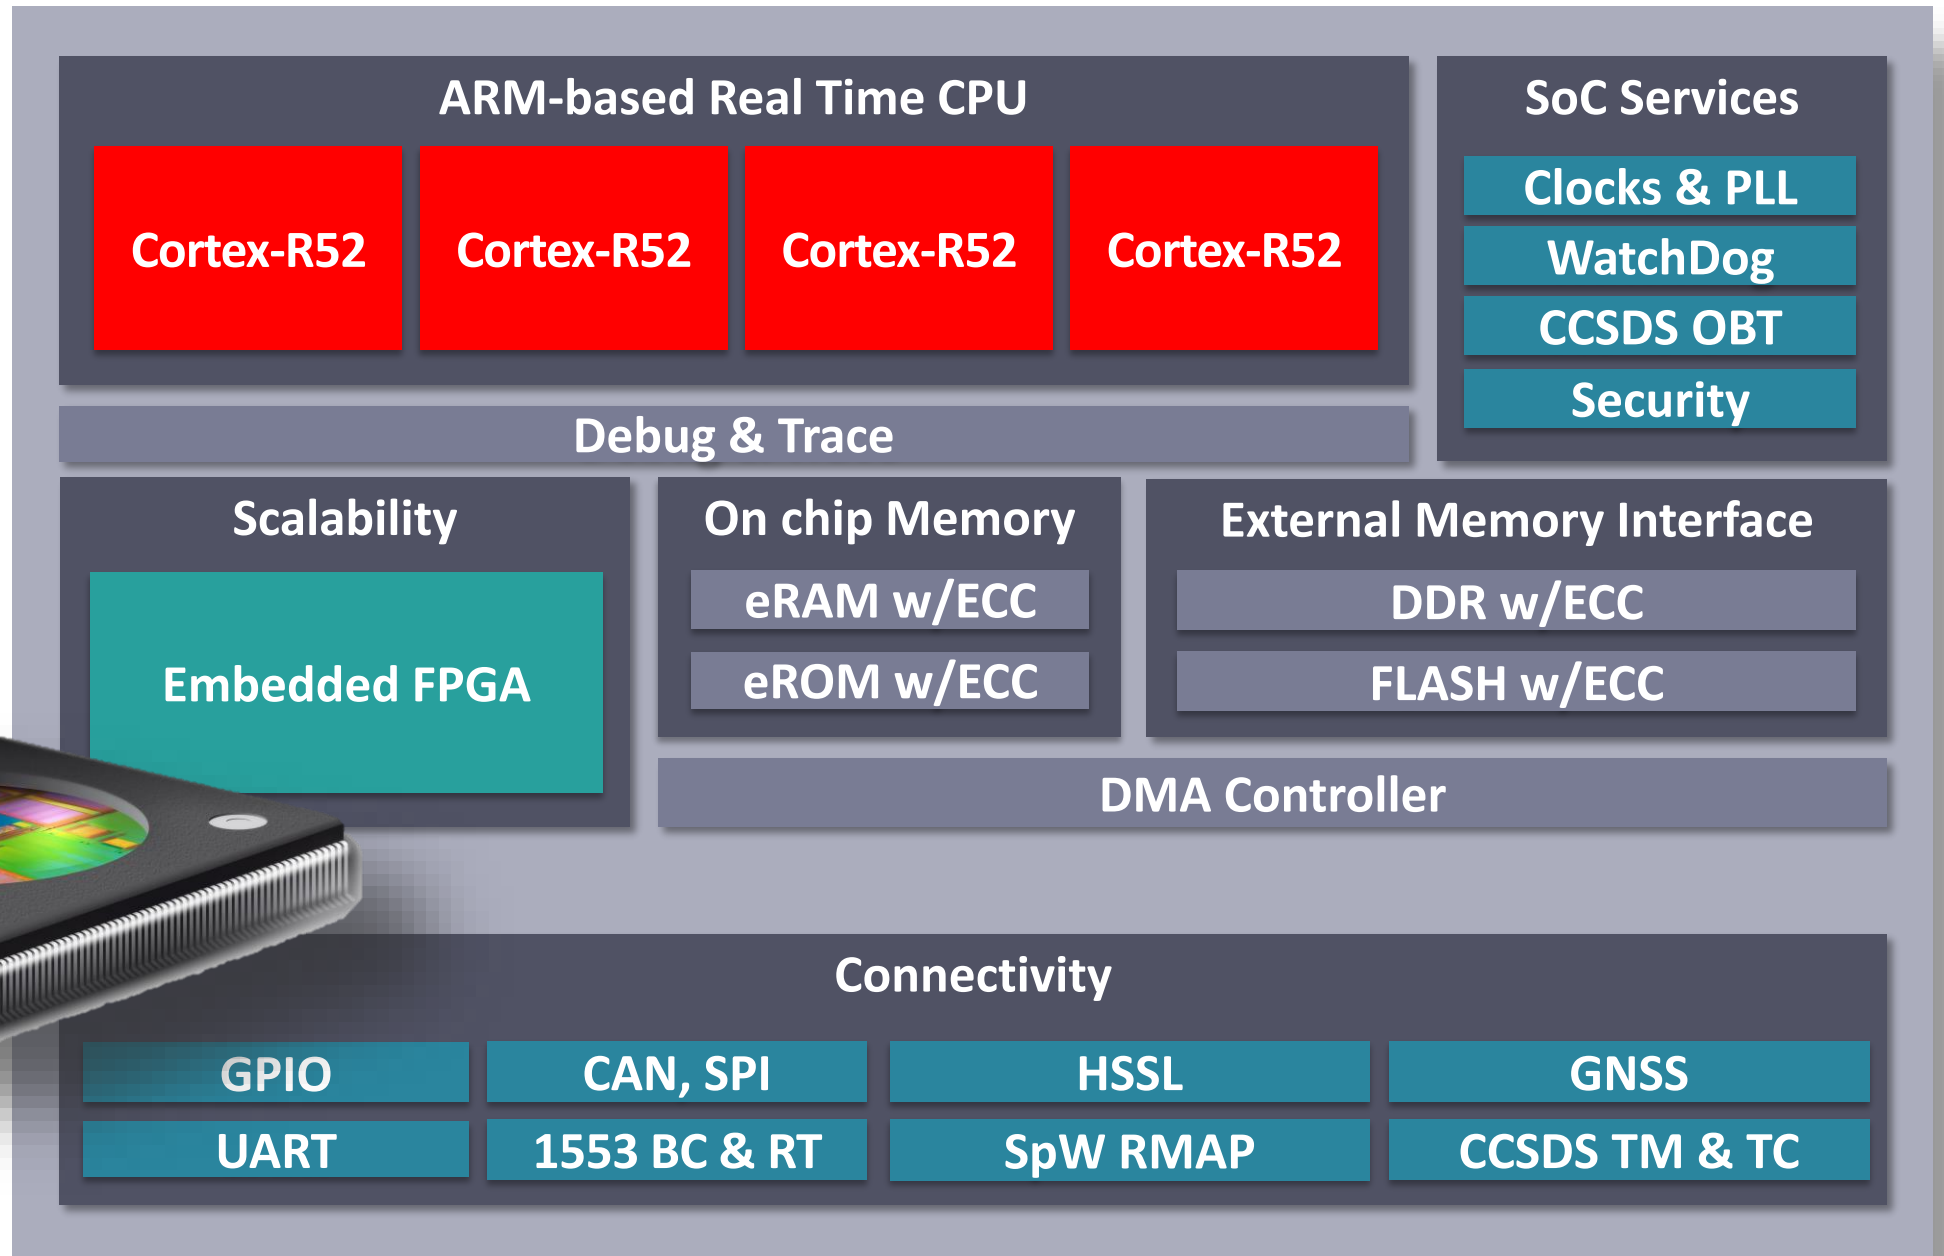 ARM-based Real Time CPU
Cortex-R52
Cortex-R52
Cortex-R52
Cortex-R52
SoC Services
Clocks & PLL
WatchDog
CCSDS OBT
Security
Debug & Trace
Scalability
Embedded FPGA
On chip Memory
eRAM w/ECC
eROM w/ECC
External Memory Interface
DDR w/ECC
FLASH w/ECC
DMA Controller
Connectivity
GPIO
CAN, SPI
HSSL
GNSS
UART
1553 BC & RT
SpW RMAP
CCSDS TM & TC